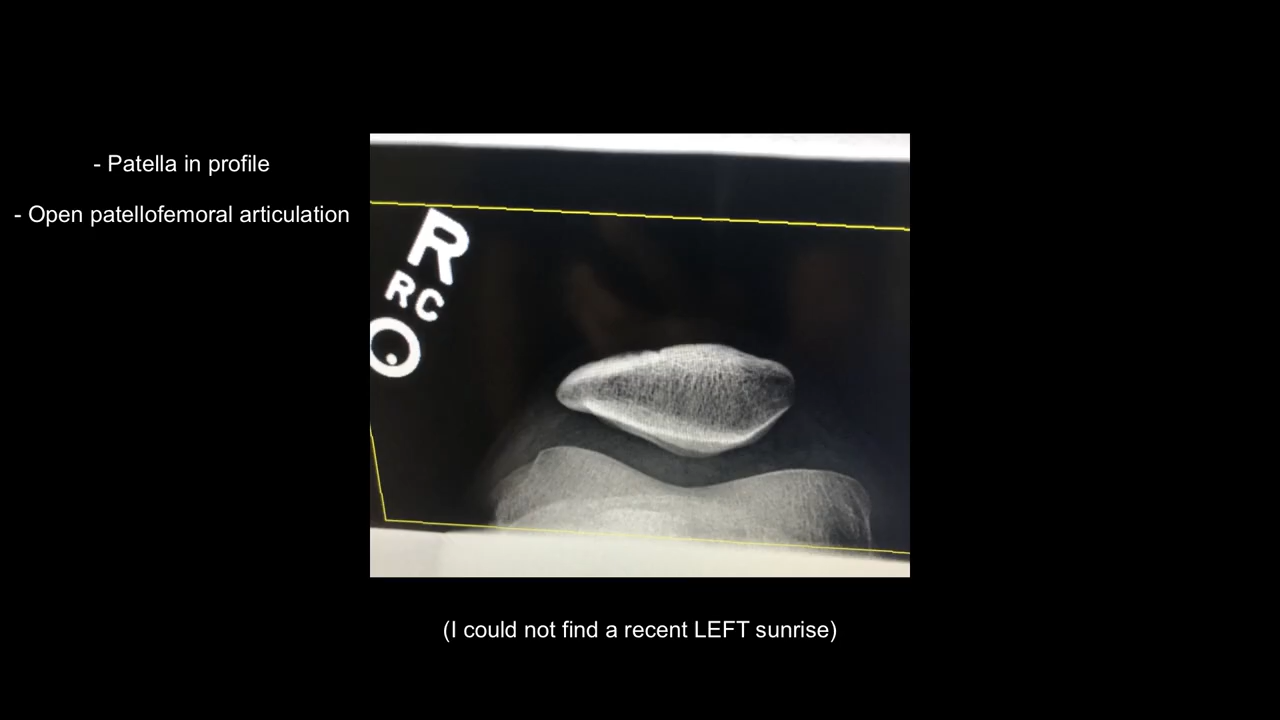 - Patella in profile
- Open patellofemoral articulation
R
RC
(I could not find a recent LEFT sunrise)